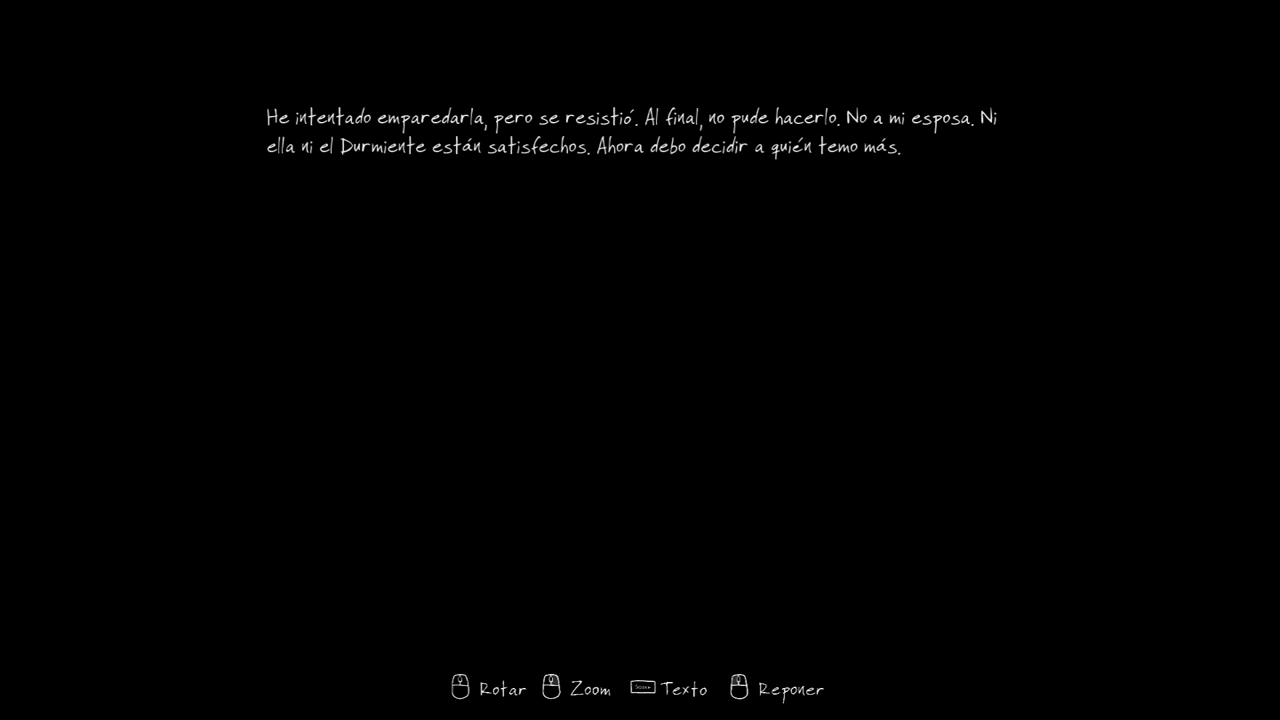 He intentado emparedarla, pero se resistió. Al final, no pude hacerlo. No a mi esposa. Ni
ella ni el Durmiente están satisfechos. Ahora debo decidir a quién temo más.
Rotar Zoom Texto Reponer